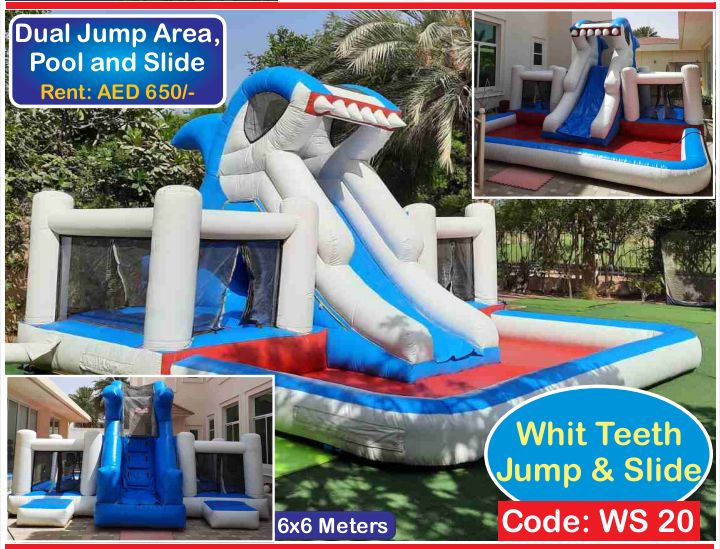 Dual Jump Area,
Pool and Slide
Rent: AED 650/-
Whit Teeth
Jump & Slide
Code: WS 20
6x6 Meters